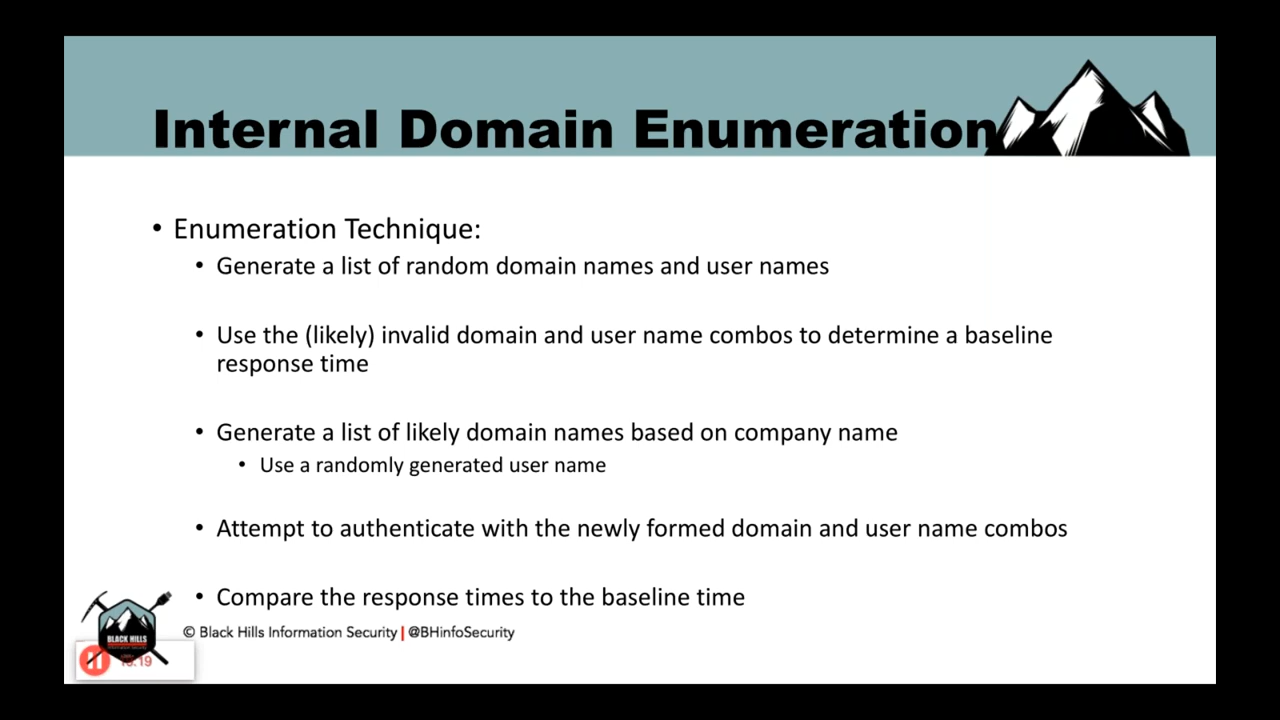 Internal Domain Enumeration
• Enumeration Technique:
• Generate a list of random domain names and user names
• Use the (likely) invalid domain and user name combos to determine a baseline
response time
• Generate a list of likely domain names based on company name
• Use a randomly generated user name
• Attempt to authenticate with the newly formed domain and user name combos
• Compare the response times to the baseline time
© Black Hills Information Security | @BHinfoSecurity
BLACK HILLS